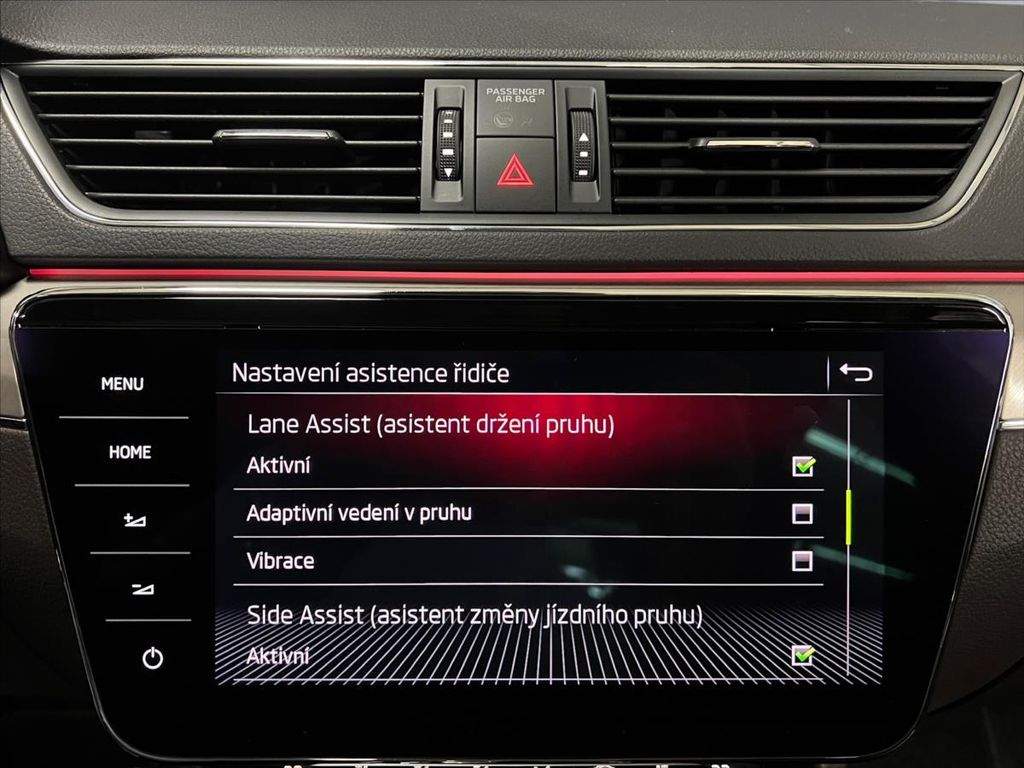 PASSENGER
AIR BAG
MENU
HOME
Nastavení asistence řidiče
Lane Assist (asistent držení pruhu)
Aktivní
Adaptivní vedení v pruhu
Vibrace
Side Assist (asistent změny jízdního pruhu)
Aktivní